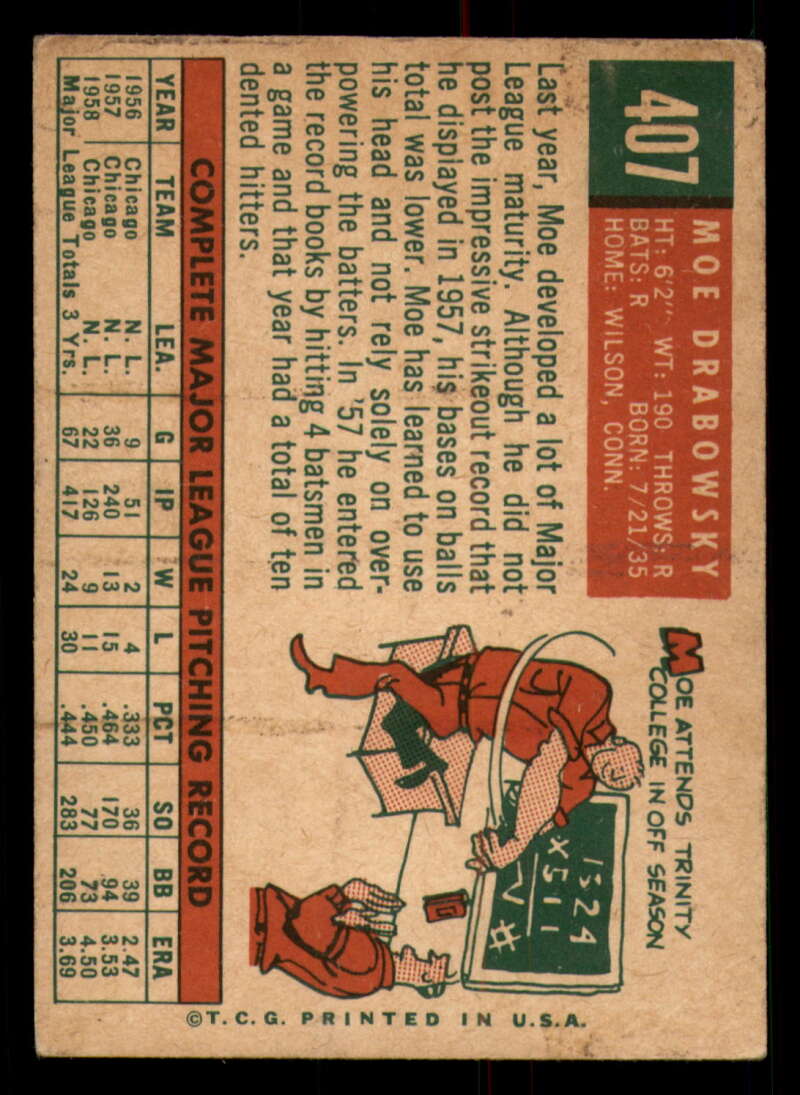 407
MOE DRABOWSKY
HT: 6'2" WT: 190 THROWS: R
BATS: R BORN: 7/21/35
HOME: WILSON, CONN.
Last year, Moe developed a lot of Major
League maturity. Although he did not
post the impressive strikeout record that
he displayed in 1957, his bases on balls
total was lower. Moe has learned to use
his head and not rely solely on over-
powering the batters. In '57 he entered
the record books by hitting 4 batsmen in
a game and that year had a total of ten
dented hitters.
MOE ATTENDS TRINITY
COLLEGE IN OFF SEASON
1524
X511
√#
COMPLETE MAJOR LEAGUE PITCHING RECORD
YEAR TEAM LEA. G IP W L PCT SO BB ERA
1956 Chicago N. L. 9 51 2 4 .333 36 39 2.47
1957 Chicago N. L. 36 240 13 15 .464 170 94 3.53
1958 Chicago N. L. 22 126 9 11 .450 77 73 4.50
Major League Totals 3 Yrs. 67 417 24 30 .444 283 206 3.69
©T.C.G. PRINTED IN U.S.A.